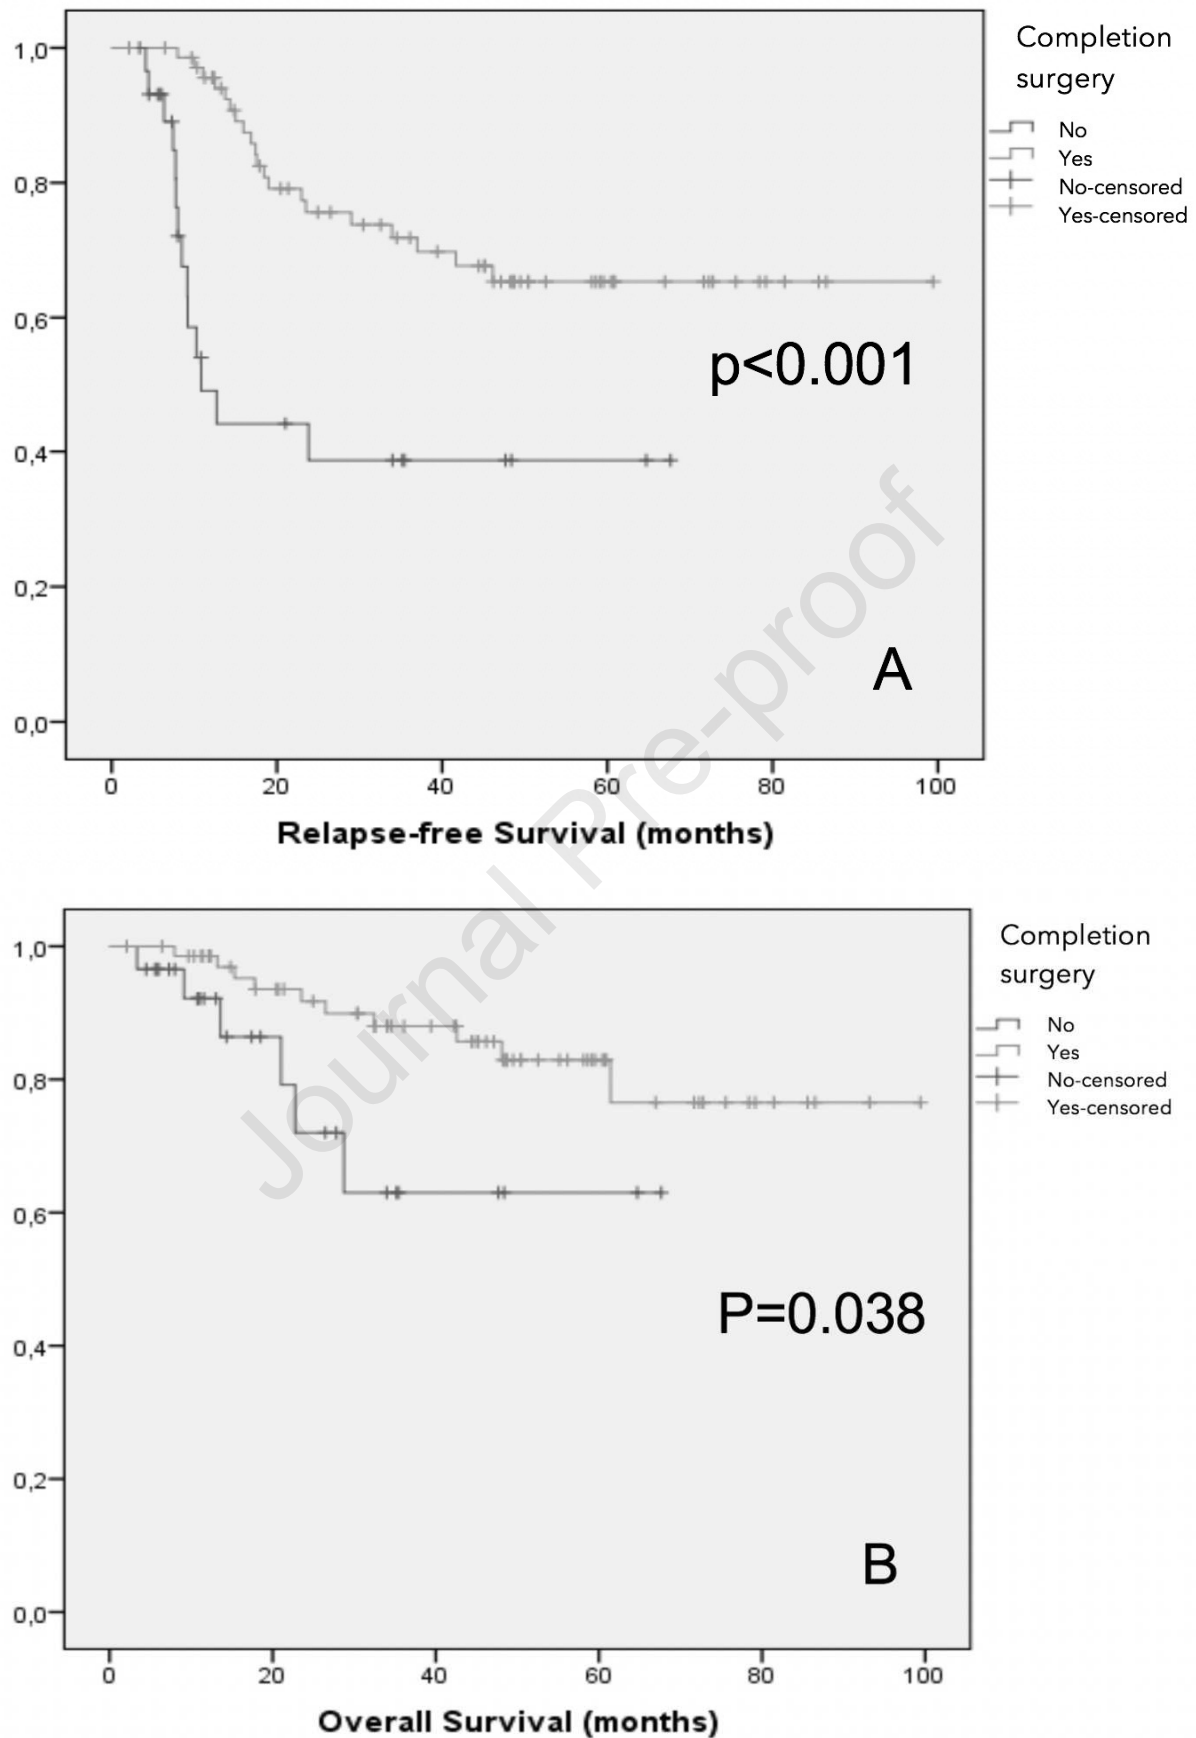 Completion
surgery
No
Yes
No-censored
Yes-censored
1,0
0,8
0,6
0,4
0,2
0,0
p<0.001
A
0 20 40 60 80 100
Relapse-free Survival (months)
Journal Pre-proof
Completion
surgery
No
Yes
No-censored
Yes-censored
1,0
0,8
0,6
0,4
0,2
0,0
P=0.038
B
0 20 40 60 80 100
Overall Survival (months)